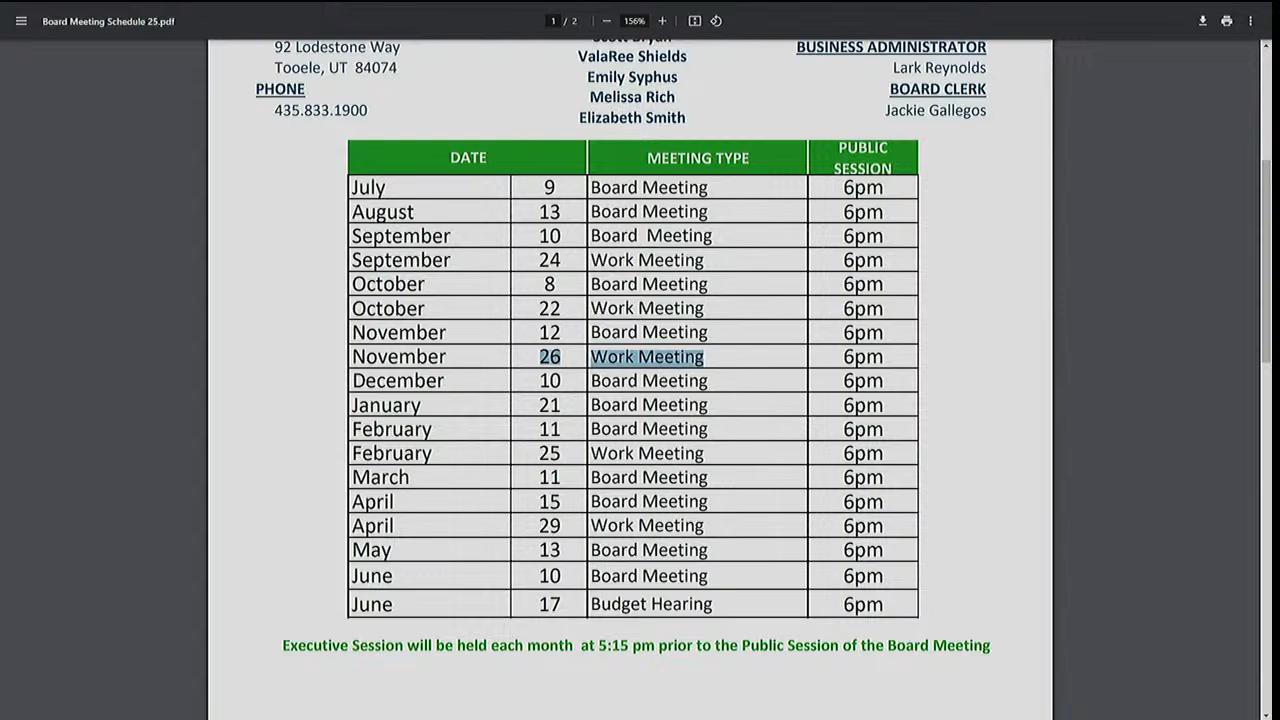 Board Meeting Schedule 25.pdf
1 / 2
156%
92 Lodestone Way
Tooele, UT 84074
PHONE
435.833.1900
Scott Bryan
ValaRee Shields
Emily Syphus
Melissa Rich
Elizabeth Smith
BUSINESS ADMINISTRATOR
Lark Reynolds
BOARD CLERK
Jackie Gallegos
DATE MEETING TYPE PUBLIC SESSION
July 9 Board Meeting 6pm
August 13 Board Meeting 6pm
September 10 Board Meeting 6pm
September 24 Work Meeting 6pm
October 8 Board Meeting 6pm
October 22 Work Meeting 6pm
November 12 Board Meeting 6pm
November 26 Work Meeting 6pm
December 10 Board Meeting 6pm
January 21 Board Meeting 6pm
February 11 Board Meeting 6pm
February 25 Work Meeting 6pm
March 11 Board Meeting 6pm
April 15 Board Meeting 6pm
April 29 Work Meeting 6pm
May 13 Board Meeting 6pm
June 10 Board Meeting 6pm
June 17 Budget Hearing 6pm
Executive Session will be held each month at 5:15 pm prior to the Public Session of the Board Meeting